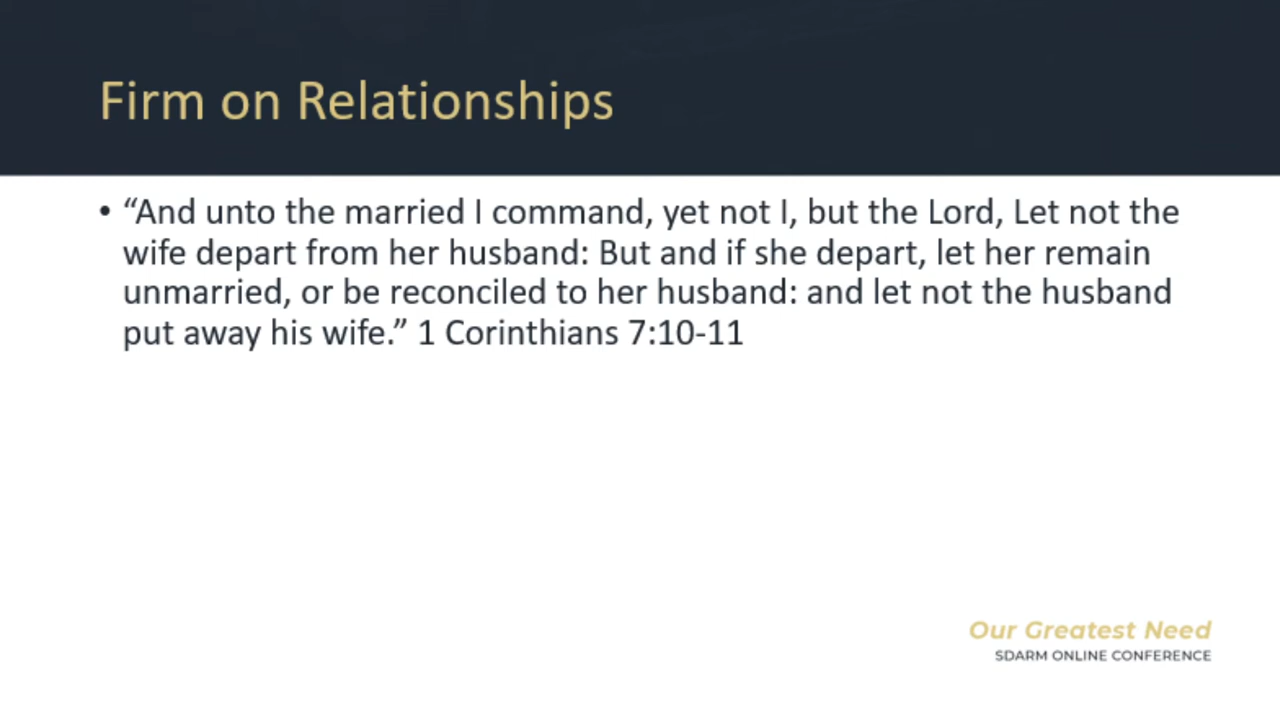 Firm on Relationships
• “And unto the married I command, yet not I, but the Lord, Let not the
wife depart from her husband: But and if she depart, let her remain
unmarried, or be reconciled to her husband: and let not the husband
put away his wife.” 1 Corinthians 7:10-11
Our Greatest Need
SDARM ONLINE CONFERENCE